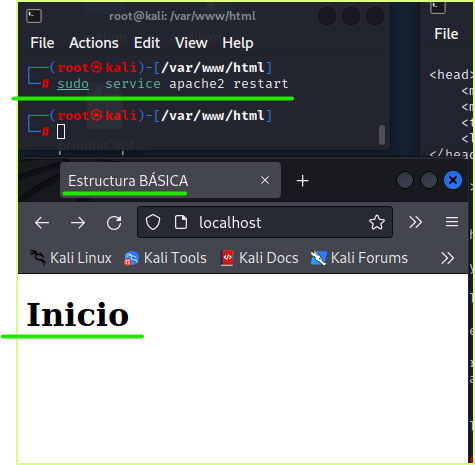 root@kali: /var/www/html
File Actions Edit View Help
┌──(root㉿kali)-[/var/www/html]
└─# sudo service apache2 restart
┌──(root㉿kali)-[/var/www/html]
└─#
File
<head>
<m
<m
<t
<l
</head>
Estructura BÁSICA
localhost
Kali Linux Kali Tools Kali Docs Kali Forums
Inicio